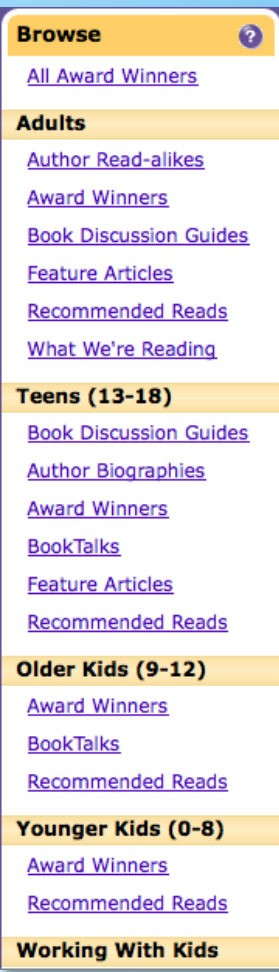 Browse ?
All Award Winners
Adults
Author Read-alikes
Award Winners
Book Discussion Guides
Feature Articles
Recommended Reads
What We're Reading
Teens (13-18)
Book Discussion Guides
Author Biographies
Award Winners
BookTalks
Feature Articles
Recommended Reads
Older Kids (9-12)
Award Winners
BookTalks
Recommended Reads
Younger Kids (0-8)
Award Winners
Recommended Reads
Working With Kids